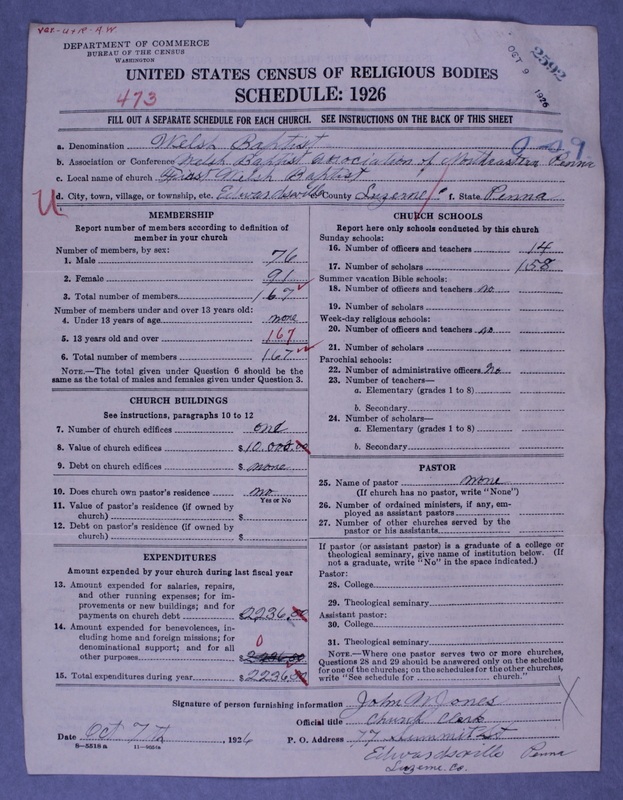 DEPARTMENT OF COMMERCE
BUREAU OF THE CENSUS
WASHINGTON
2592
OCT 9 1926
UNITED STATES CENSUS OF RELIGIOUS BODIES
473
SCHEDULE: 1926
FILL OUT A SEPARATE SCHEDULE FOR EACH CHURCH. SEE INSTRUCTIONS ON THE BACK OF THIS SHEET
a. Denomination Welsh Baptist
b. Association or Conference Welsh Baptist Association of Northeastern Penna
c. Local name of church First Welsh Baptist
d. City, town, village, or township, etc. Edwardsville County Luzerne f. State Penna
U
MEMBERSHIP
Report number of members according to definition of
member in your church
Number of members, by sex:
1. Male 76
2. Female 91
3. Total number of members 167
Number of members under and over 13 years old:
4. Under 13 years of age none
5. 13 years old and over 167
6. Total number of members 167
NOTE.—The total given under Question 6 should be
same as the total of males and females given under Question 3.
CHURCH BUILDINGS
See instructions, paragraphs 10 to 12
7. Number of church edifices one
8. Value of church edifices $ 10.000.00
9. Debt on church edifices $ none
10. Does church own pastor's residence no
Yes or No
11. Value of pastor's residence (if owned by
church) $
12. Debt on pastor's residence (if owned by
church) $
EXPENDITURES
Amount expended by your church during last fiscal year
13. Amount expended for salaries, repairs,
and other running expenses; for im-
provements or new buildings; and for
payments on church debt $ 2236.00
14. Amount expended for benevolences, in-
cluding home and foreign missions; for
denominational support; and for all
other purposes $ 2236.00
0
15. Total expenditures during year $ 2236.00
CHURCH SCHOOLS
Report here only schools conducted by this church
Sunday schools:
16. Number of officers and teachers 14
17. Number of scholars 158
Summer vacation Bible schools:
18. Number of officers and teachers no
19. Number of scholars
Week-day religious schools:
20. Number of officers and teachers no
21. Number of scholars
Parochial schools:
22. Number of administrative officers no
23. Number of teachers—
a. Elementary (grades 1 to 8)
b. Secondary
24. Number of scholars—
a. Elementary (grades 1 to 8)
b. Secondary
PASTOR
25. Name of pastor none
(If church has no pastor, write "None")
26. Number of ordained ministers, if any, em-
ployed as assistant pastors
27. Number of other churches served by the
pastor or his assistants
If pastor (or assistant pastor) is a graduate of a college or
theological seminary, give name of institution below. (If
not a graduate, write "No" in the space indicated.)
Pastor:
28. College
29. Theological seminary
Assistant pastor:
30. College
31. Theological seminary
NOTE.—Where one pastor serves two or more churches,
Questions 28 and 29 should be answered only on the schedule
for one of the churches; on the schedules for the other churches,
write "See schedule for church."
Signature of person furnishing information John M Jones
Official title Church Clerk
Date Oct 7th, 1926 P. O. Address 77 Summit St
8-5518 a
Edwardsville Penna
Luzerne. Co.